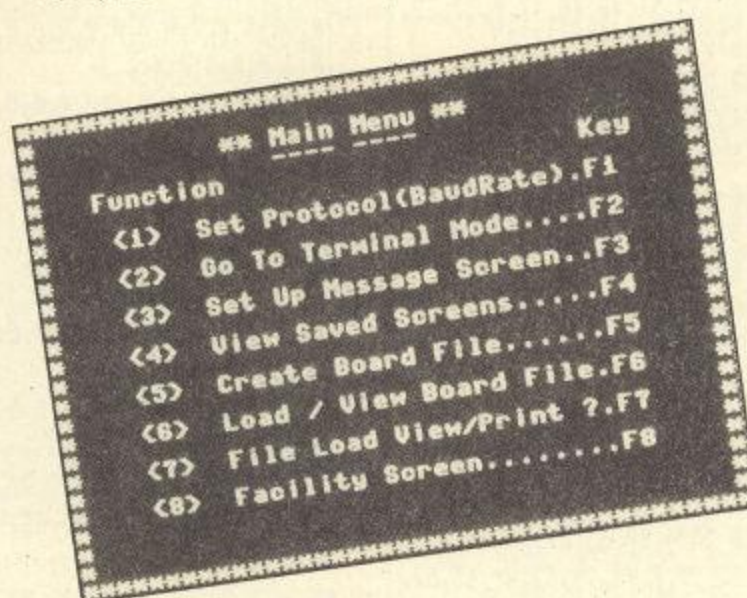 ** Main Menu **
Function Key
<1> Set Protocol(BaudRate).F1
<2> Go To Terminal Mode....F2
<3> Set Up Message Screen..F3
<4> View Saved Screens.....F4
<5> Create Board File......F5
<6> Load / View Board File.F6
<7> File Load View/Print ?.F7
<8> Facility Screen........F8